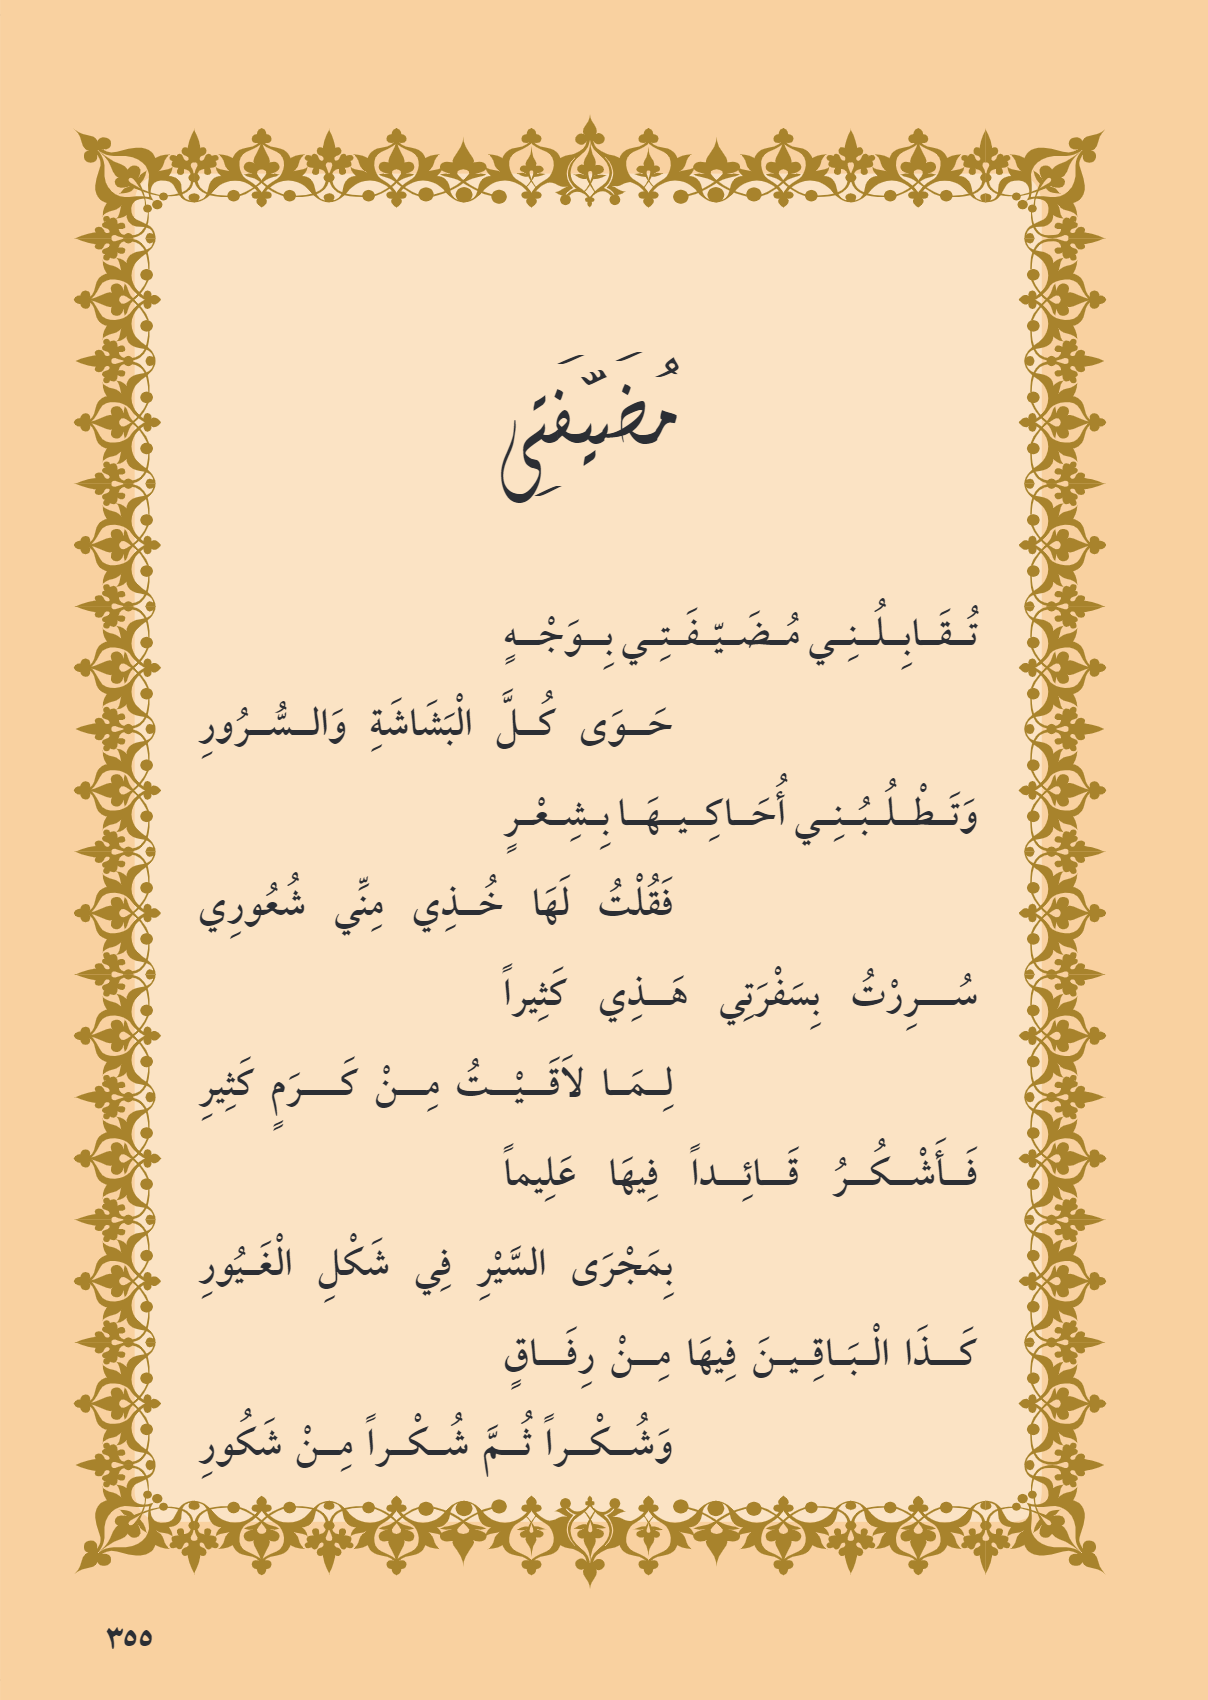 مُضَيّفَتِي
تُقَابِلُنِي مُضَيّفَتِي بِوَجْهٍ
حَوَى كُلَّ الْبَشَاشَةِ وَالسُّرُورِ
وَتَطْلُبُنِي أُحَاكِيهَا بِشِعْرٍ
فَقُلْتُ لَهَا خُذِي مِنِّي شُعُورِي
سُرِرْتُ بِسَفْرَتِي هَذِي كَثِيراً
لِمَا لاَقَيْتُ مِنْ كَرَمٍ كَثِيرِ
فَأَشْكُرُ قَائِداً فِيهَا عَلِيماً
بِمَجْرَى السَّيْرِ فِي شَكْلِ الْغَيُورِ
كَذَا الْبَاقِينَ فِيهَا مِنْ رِفَاقٍ
وَشُكْراً ثُمَّ شُكْراً مِنْ شَكُورِ
٣٥٥